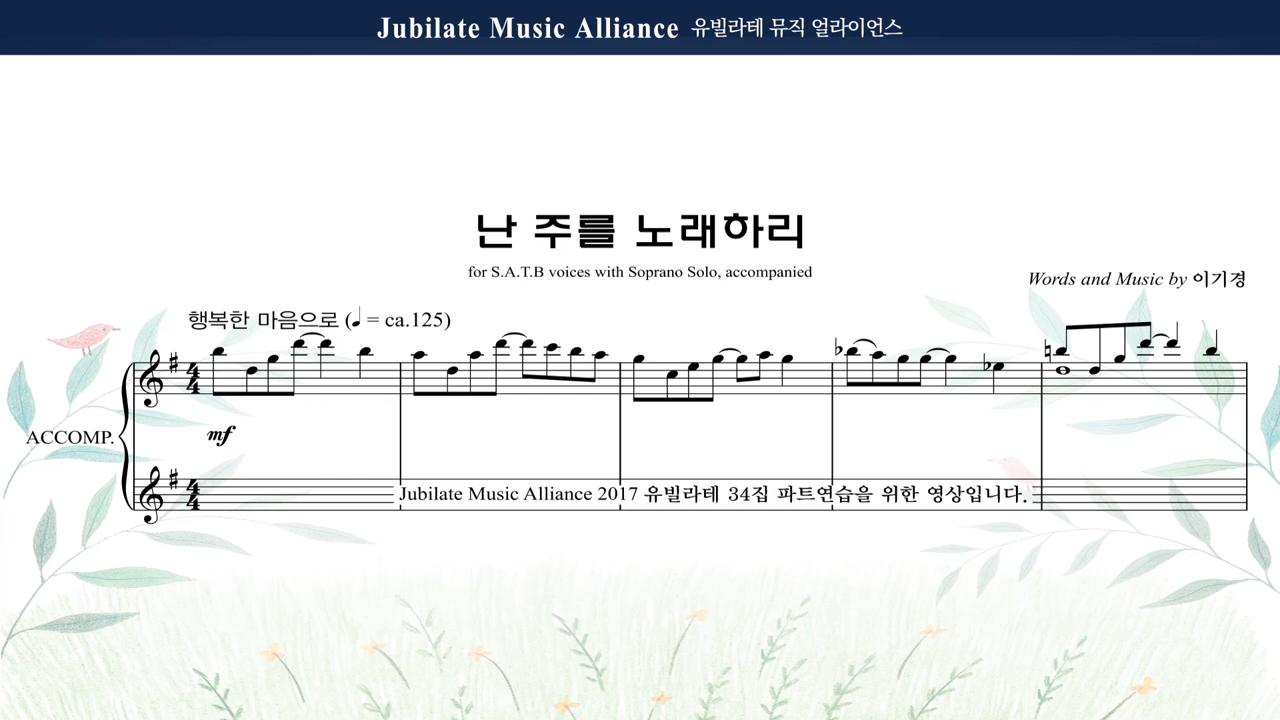 Jubilate Music Alliance 유빌라테 뮤직 얼라이언스
난 주를 노래하리
for S.A.T.B voices with Soprano Solo, accompanied
Words and Music by 이기경
행복한 마음으로 (♩ = ca.125)
ACCOMP.
mf
Jubilate Music Alliance 2017 유빌라테 34집 파트연습을 위한 영상입니다.